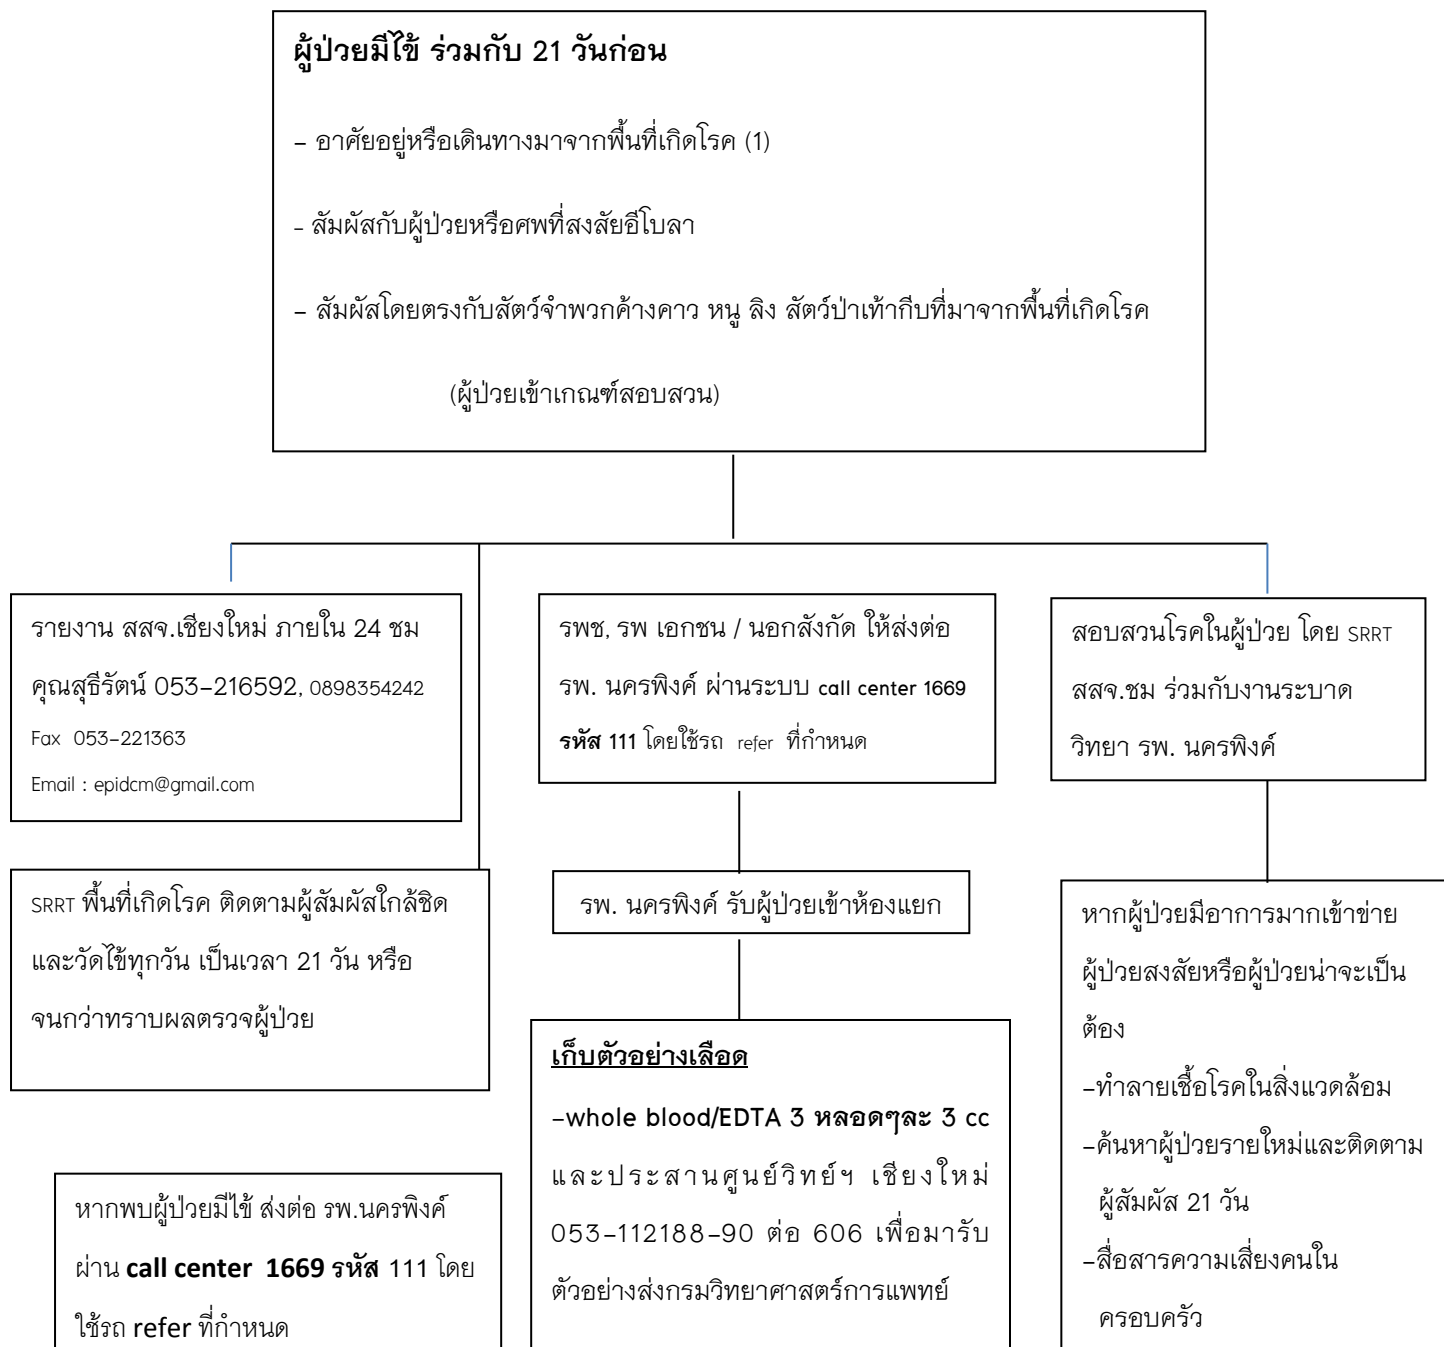 ผู้ป่วยมีไข้ ร่วมกับ 21 วันก่อน
- อาศัยอยู่หรือเดินทางมาจากพื้นที่เกิดโรค (1)
- สัมผัสกับผู้ป่วยหรือศพที่สงสัยอีโบลา
- สัมผัสโดยตรงกับสัตว์จำพวกค้างคาว หนู ลิง สัตว์ป่าเท้ากีบที่มาจากพื้นที่เกิดโรค
(ผู้ป่วยเข้าเกณฑ์สอบสวน)
รายงาน สสจ.เชียงใหม่ ภายใน 24 ชม
คุณสุธีรัตน์ 053-216592, 0898354242
Fax 053-221363
Email : epidcm@gmail.com
SRRT พื้นที่เกิดโรค ติดตามผู้สัมผัสใกล้ชิด
และวัดไข้ทุกวัน เป็นเวลา 21 วัน หรือ
จนกว่าทราบผลตรวจผู้ป่วย
หากพบผู้ป่วยมีไข้ ส่งต่อ รพ.นครพิงค์
ผ่าน call center 1669 รหัส 111 โดย
ใช้รถ refer ที่กำหนด
รพช, รพ เอกชน / นอกสังกัด ให้ส่งต่อ
รพ. นครพิงค์ ผ่านระบบ call center 1669
รหัส 111 โดยใช้รถ refer ที่กำหนด
รพ. นครพิงค์ รับผู้ป่วยเข้าห้องแยก
เก็บตัวอย่างเลือด
-whole blood/EDTA 3 หลอดๆละ 3 cc
และประสานศูนย์วิทย์ฯ เชียงใหม่
053-112188-90 ต่อ 606 เพื่อมารับ
ตัวอย่างส่งกรมวิทยาศาสตร์การแพทย์
สอบสวนโรคในผู้ป่วย โดย SRRT
สสจ.ชม ร่วมกับงานระบาด
วิทยา รพ. นครพิงค์
หากผู้ป่วยมีอาการมากเข้าข่าย
ผู้ป่วยสงสัยหรือผู้ป่วยน่าจะเป็น
ต้อง
-ทำลายเชื้อโรคในสิ่งแวดล้อม
-ค้นหาผู้ป่วยรายใหม่และติดตาม
ผู้สัมผัส 21 วัน
-สื่อสารความเสี่ยงคนใน
ครอบครัว